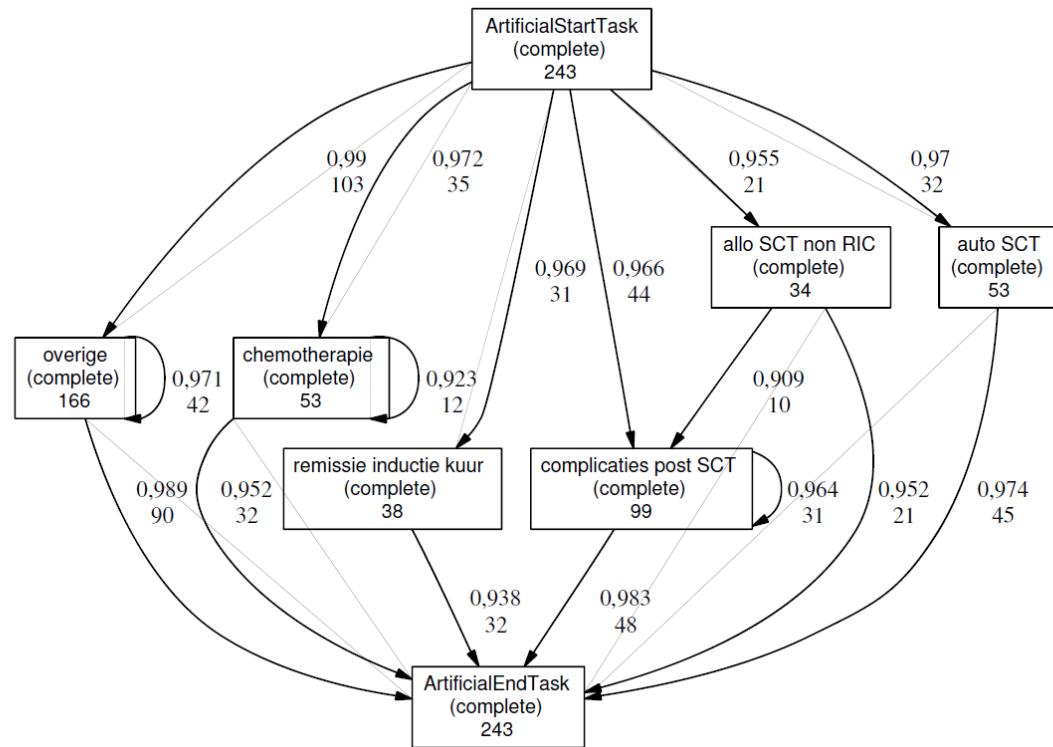 ArtificialStartTask
(complete)
243
0,99
103
0,972
35
0,955
21
0,97
32
0,969
31
0,966
44
allo SCT non RIC
(complete)
34
auto SCT
(complete)
53
overige
(complete)
166
0,971
42
chemotherapie
(complete)
53
0,923
12
0,909
10
remissie inductie kuur
(complete)
38
complicaties post SCT
(complete)
99
0,989
90
0,952
32
0,964
31
0,952
21
0,974
45
0,938
32
0,983
48
ArtificialEndTask
(complete)
243